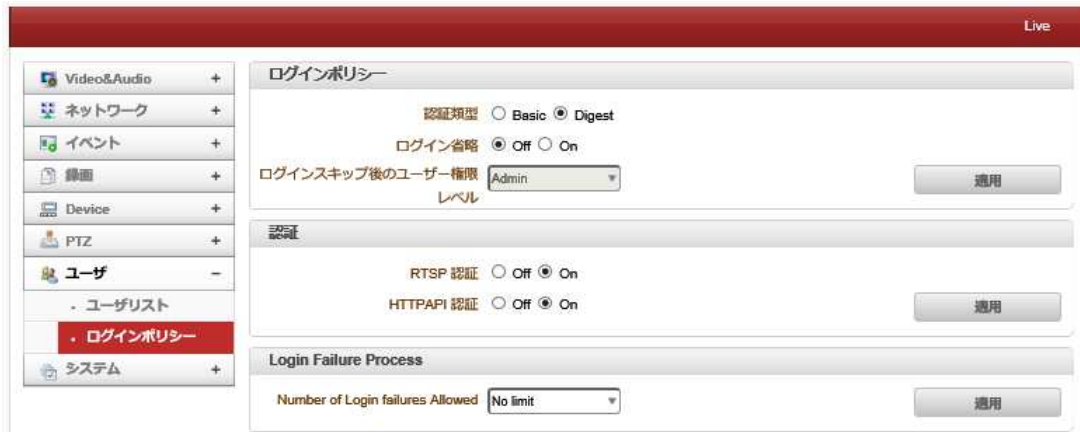 Live
Video&Audio +
ネットワーク +
イベント +
録画 +
Device +
PTZ +
ユーザ −
. ユーザリスト
. ログインポリシー
システム +
ログインポリシー
認証類型 Basic Digest
ログイン省略 Off On
ログインスキップ後のユーザー権限
レベル
Admin
適用
認証
RTSP 認証 Off On
HTTPAPI 認証 Off On
適用
Login Failure Process
Number of Login failures Allowed No limit
適用